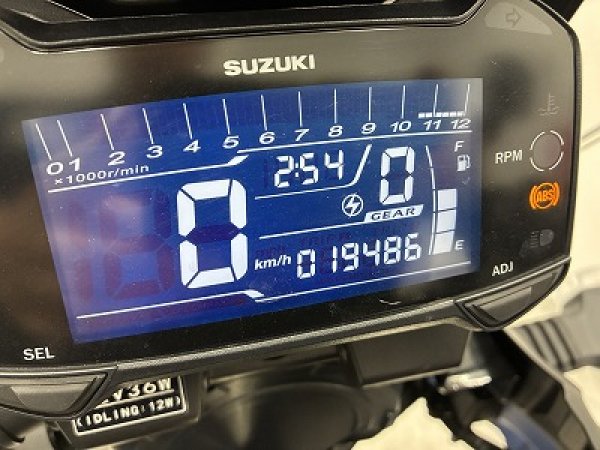 SUZUKI
0 1 2 3 4 5 6 7 8 9 10 11 12
×1000r/min
2:54
0
GEAR
0
km/h
019486
F
E
RPM
ABS
ADJ
SEL
V36W
(IDLING:12W)